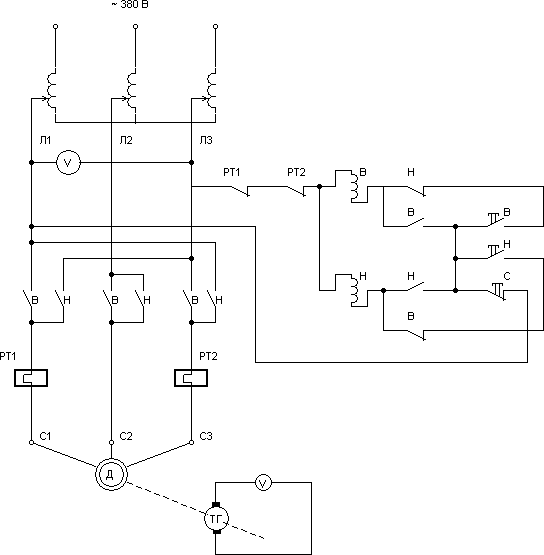 ~ 380 В
Л1 Л2 Л3
V
РТ1 РТ2 В Н
В В
Н
Н Н С
В Н В Н В Н
В
РТ1 РТ2
С1 С2 С3
Д
V
ТГ